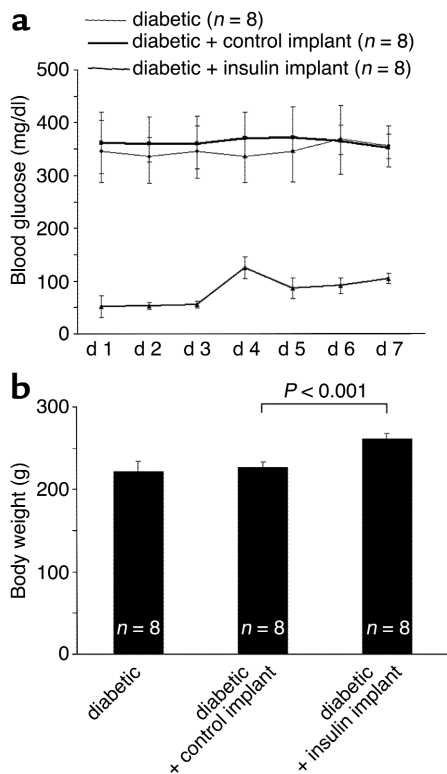 a
diabetic (n = 8)
diabetic + control implant (n = 8)
diabetic + insulin implant (n = 8)
Blood glucose (mg/dl)
500
400
300
200
100
0
d 1 d 2 d 3 d 4 d 5 d 6 d 7
b
P < 0.001
Body weight (g)
300
200
100
0
n = 8 n = 8 n = 8
diabetic
diabetic
+ control implant
diabetic
+ insulin implant